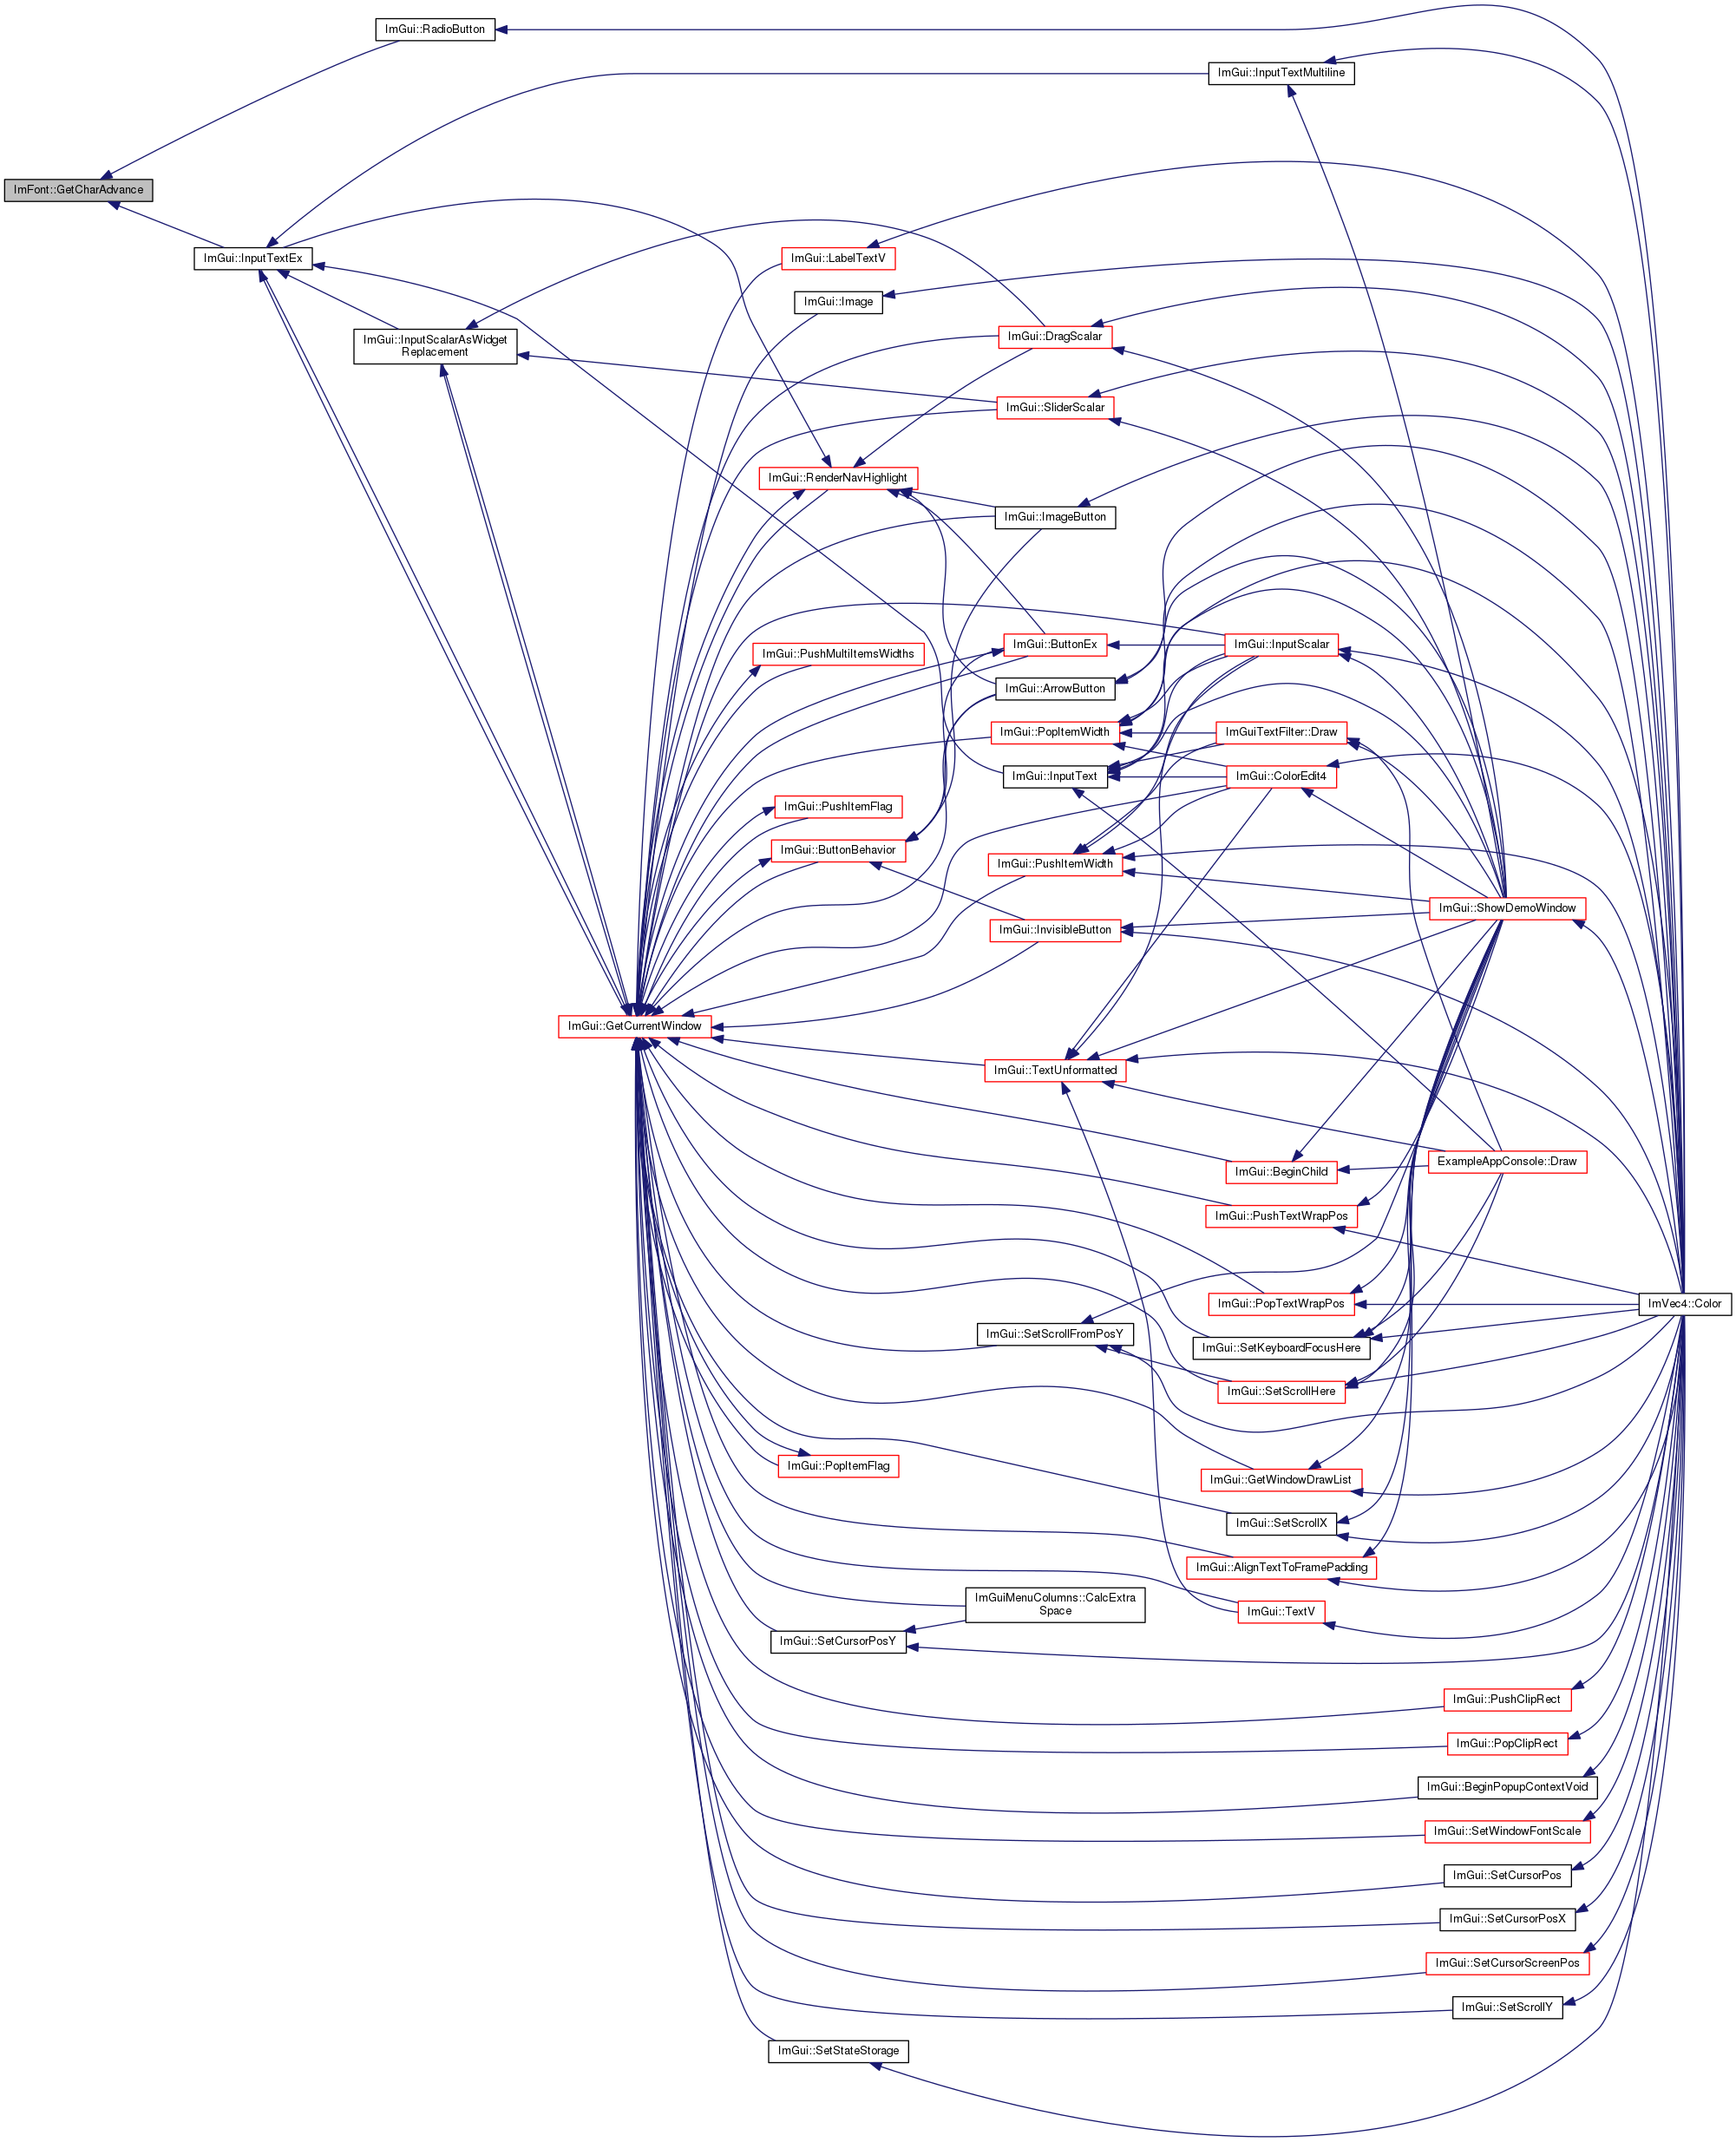 ImGui::RadioButton
ImGui::InputTextMultiline
ImFont::GetCharAdvance
ImGui::InputTextEx
ImGui::LabelTextV
ImGui::Image
ImGui::InputScalarAsWidget
Replacement
ImGui::DragScalar
ImGui::SliderScalar
ImGui::RenderNavHighlight
ImGui::ImageButton
ImGui::ButtonEx
ImGui::InputScalar
ImGui::PushMultiItemsWidths
ImGui::ArrowButton
ImGui::PopItemWidth
ImGuiTextFilter::Draw
ImGui::InputText
ImGui::ColorEdit4
ImGui::PushItemFlag
ImGui::ButtonBehavior
ImGui::PushItemWidth
ImGui::ShowDemoWindow
ImGui::InvisibleButton
ImGui::GetCurrentWindow
ImGui::TextUnformatted
ImGui::BeginChild
ExampleAppConsole::Draw
ImGui::PushTextWrapPos
ImGui::PopTextWrapPos
ImVec4::Color
ImGui::SetScrollFromPosY
ImGui::SetKeyboardFocusHere
ImGui::SetScrollHere
ImGui::PopItemFlag
ImGui::GetWindowDrawList
ImGui::SetScrollX
ImGui::AlignTextToFramePadding
ImGuiMenuColumns::CalcExtra
Space
ImGui::TextV
ImGui::SetCursorPosY
ImGui::PushClipRect
ImGui::PopClipRect
ImGui::BeginPopupContextVoid
ImGui::SetWindowFontScale
ImGui::SetCursorPos
ImGui::SetCursorPosX
ImGui::SetCursorScreenPos
ImGui::SetScrollY
ImGui::SetStateStorage